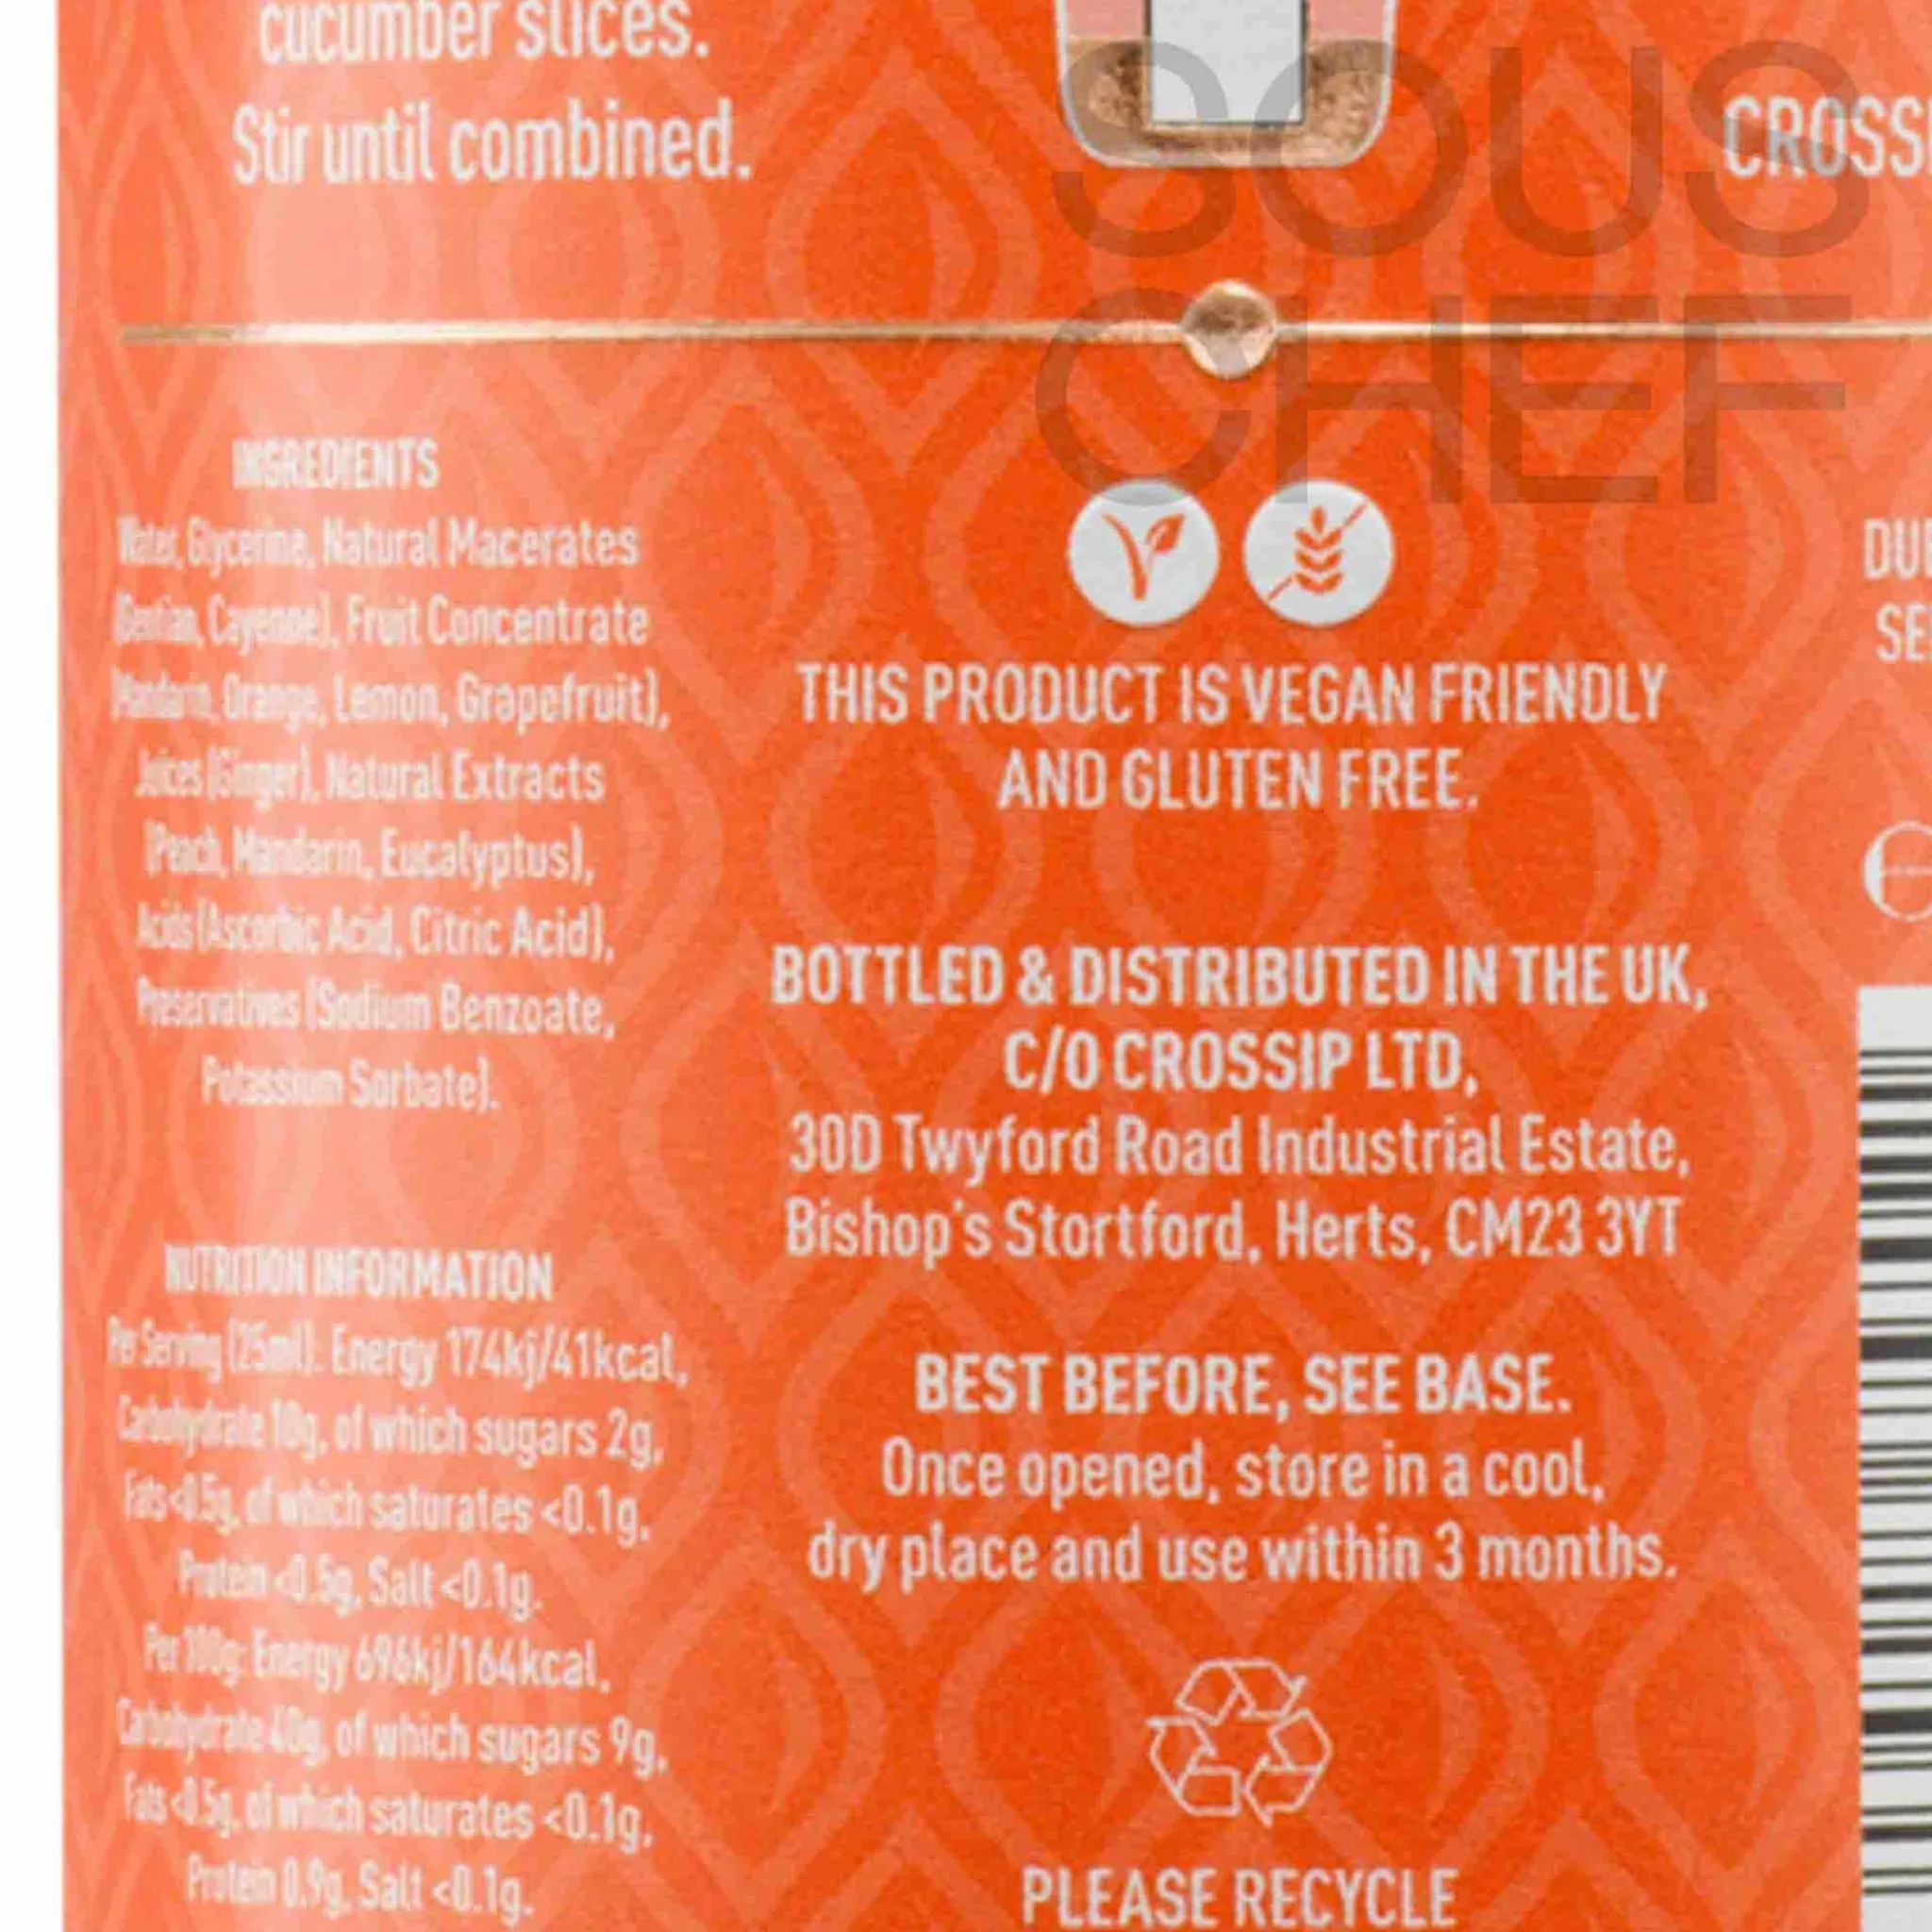 cucumber slices.
Stir until combined.
SOUS
CHEF
CROSS
INGREDIENTS
Water, Glycerine, Natural Macerates
(Gentian, Cayenne), Fruit Concentrate
(Mandarin, Orange, Lemon, Grapefruit),
Juices (Ginger), Natural Extracts
(Peach, Mandarin, Eucalyptus),
Acids (Ascorbic Acid, Citric Acid),
Preservatives (Sodium Benzoate,
Potassium Sorbate).
NUTRITION INFORMATION
Per Serving (25ml): Energy 174kj/41kcal,
Carbohydrate 10g, of which sugars 2g,
Fats <0.5g, of which saturates <0.1g,
Protein <0.5g, Salt <0.1g.
Per 100g: Energy 696kj/164kcal,
Carbohydrate 40g, of which sugars 9g,
Fats <0.5g, of which saturates <0.1g,
Protein 0.9g, Salt <0.1g.
THIS PRODUCT IS VEGAN FRIENDLY
AND GLUTEN FREE.
BOTTLED & DISTRIBUTED IN THE UK,
C/O CROSSIP LTD,
30D Twyford Road Industrial Estate,
Bishop's Stortford, Herts, CM23 3YT
BEST BEFORE, SEE BASE.
Once opened, store in a cool,
dry place and use within 3 months.
PLEASE RECYCLE
DU
SE